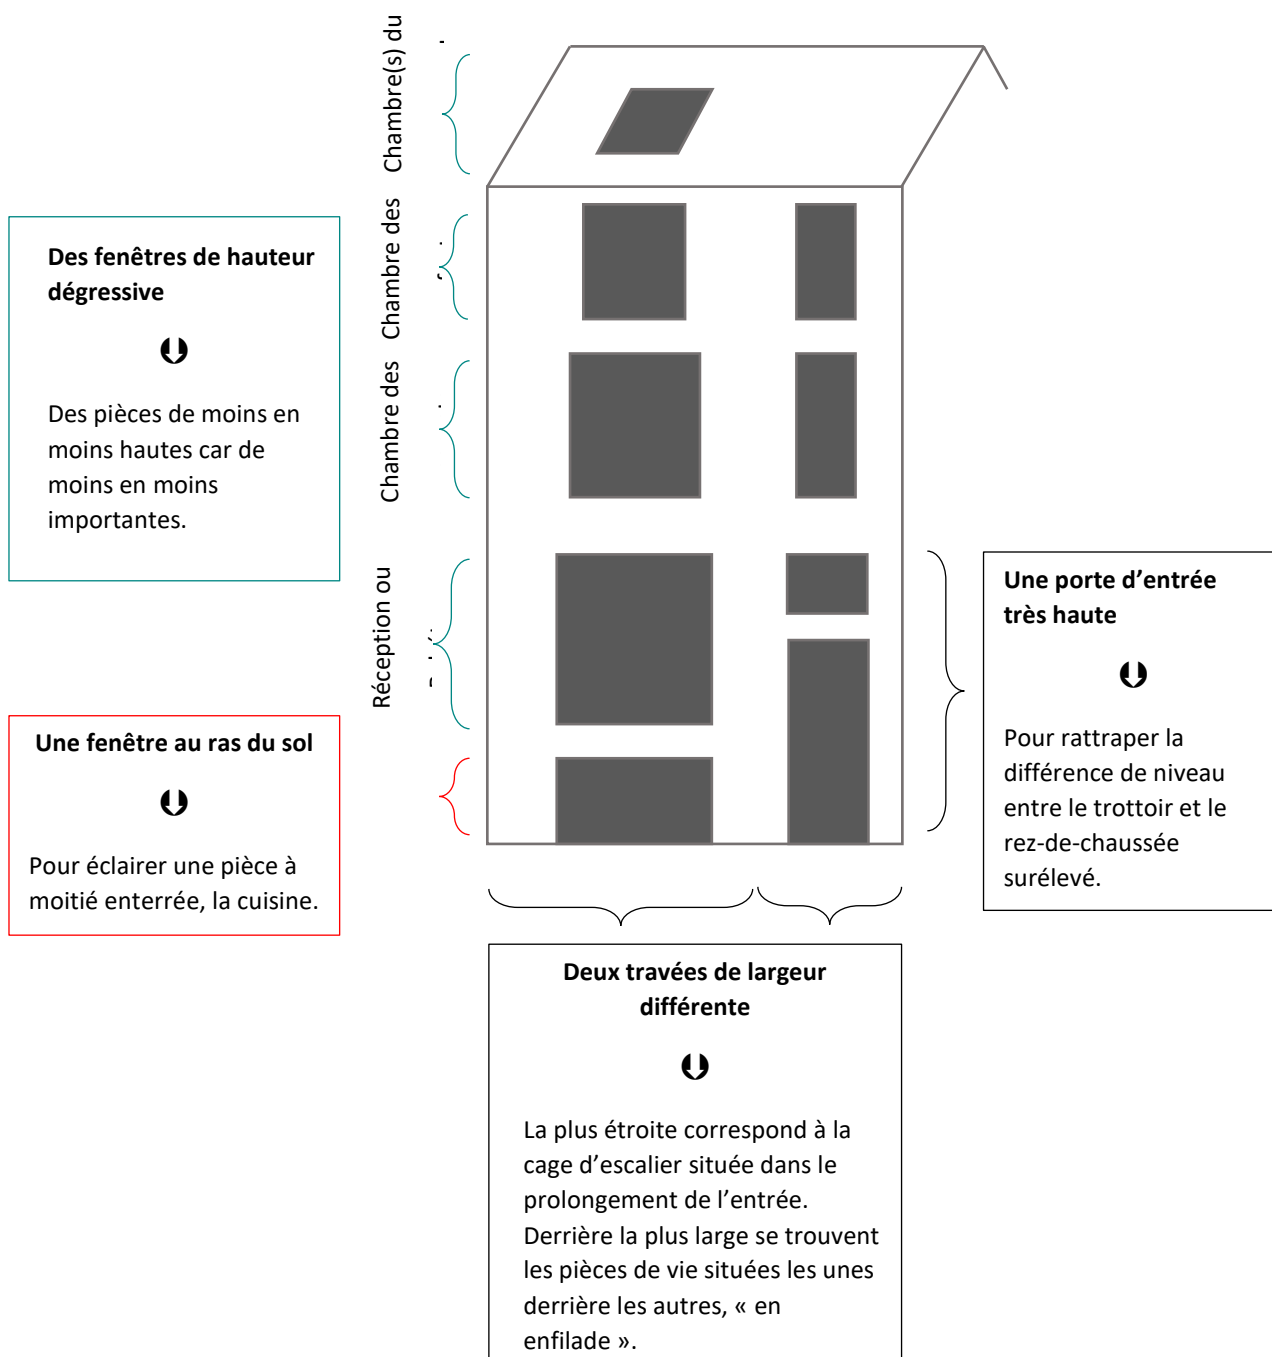 Chambre(s) du
Chambre des
Chambre des
Réception ou
Des fenêtres de hauteur
dégressive
Des pièces de moins en
moins hautes car de
moins en moins
importantes.
Une fenêtre au ras du sol
Pour éclairer une pièce à
moitié enterrée, la cuisine.
Une porte d’entrée
très haute
Pour rattraper la
différence de niveau
entre le trottoir et le
rez-de-chaussée
surélevé.
Deux travées de largeur
différente
La plus étroite correspond à la
cage d’escalier située dans le
prolongement de l’entrée.
Derrière la plus large se trouvent
les pièces de vie situées les unes
derrière les autres, « en
enfilade ».